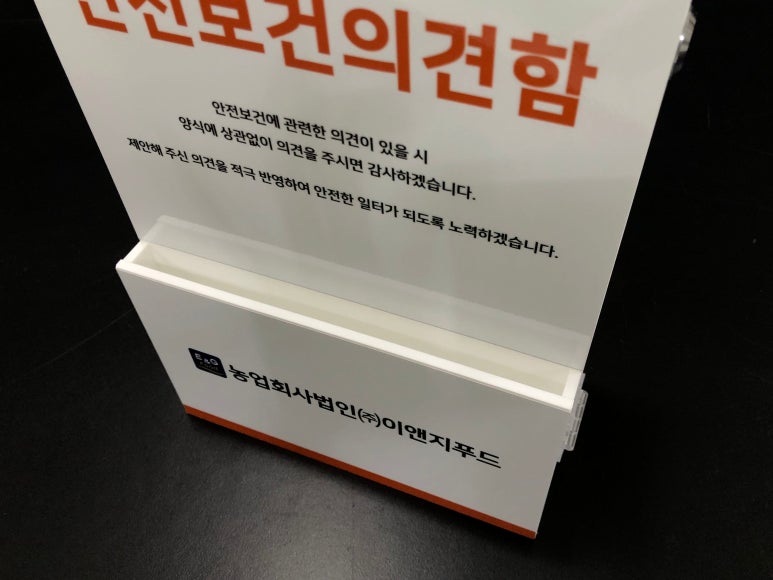 안전보건의견함
안전보건에 관련한 의견이 있을 시
양식에 상관없이 의견을 주시면 감사하겠습니다.
제안해 주신 의견을 적극 반영하여 안전한 일터가 되도록 노력하겠습니다.
E&G
농업회사법인㈜이앤지푸드